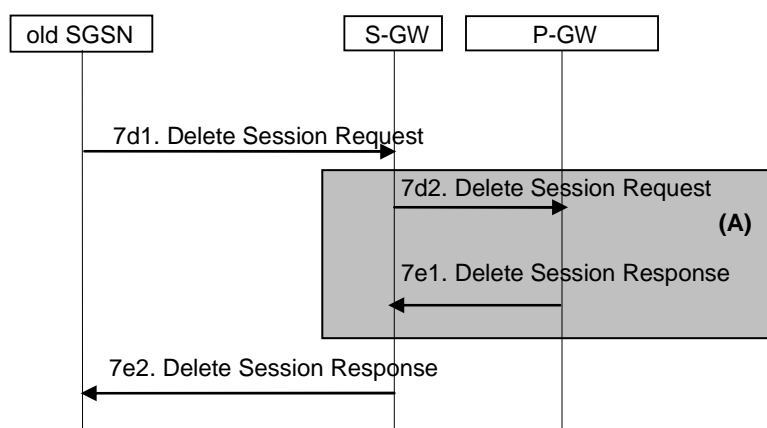 old SGSN
S-GW
P-GW
7d1. Delete Session Request
7d2. Delete Session Request
(A)
7e1. Delete Session Response
7e2. Delete Session Response